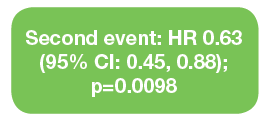 Second event: HR 0.63
(95% CI: 0.45, 0.88);
p=0.0098